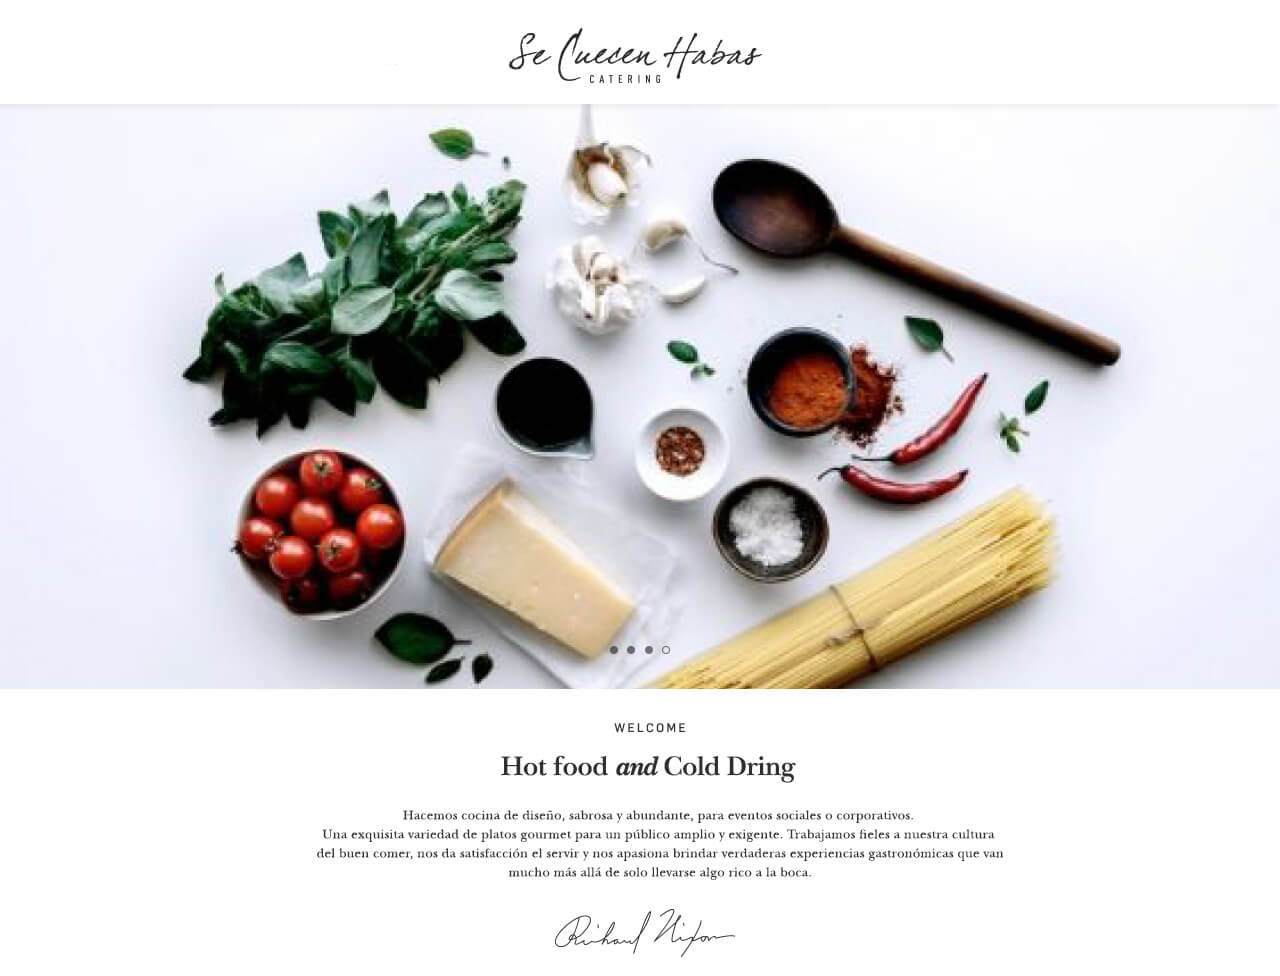 Se Cuecen Habas
CATERING
WELCOME
Hot food and Cold Dring
Hacemos cocina de diseño, sabrosa y abundante, para eventos sociales o corporativos.
Una exquisita variedad de platos gourmet para un público amplio y exigente. Trabajamos fieles a nuestra cultura
del buen comer, nos da satisfacción el servir y nos apasiona brindar verdaderas experiencias gastronómicas que van
mucho más allá de solo llevarse algo rico a la boca.
Richard Nixon